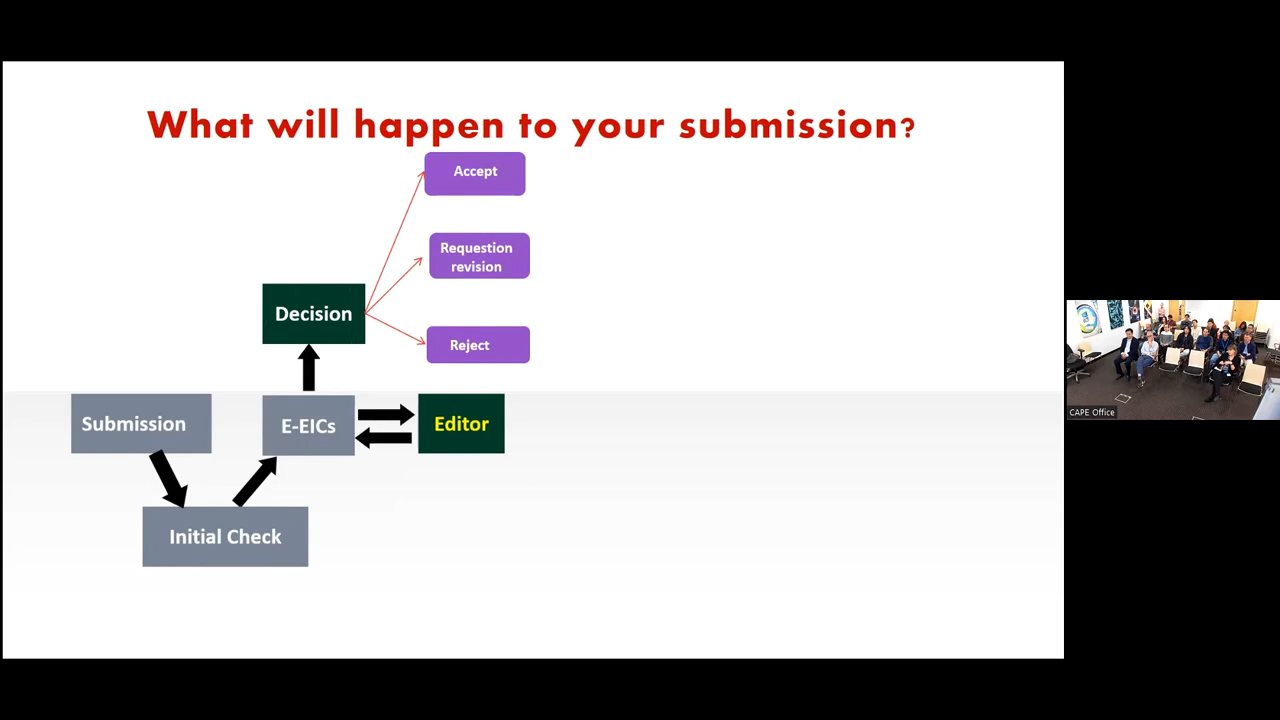 What will happen to your submission?
Accept
Requestion
revision
Decision
Reject
Submission
E-EICs
Editor
Initial Check
CAPE Office